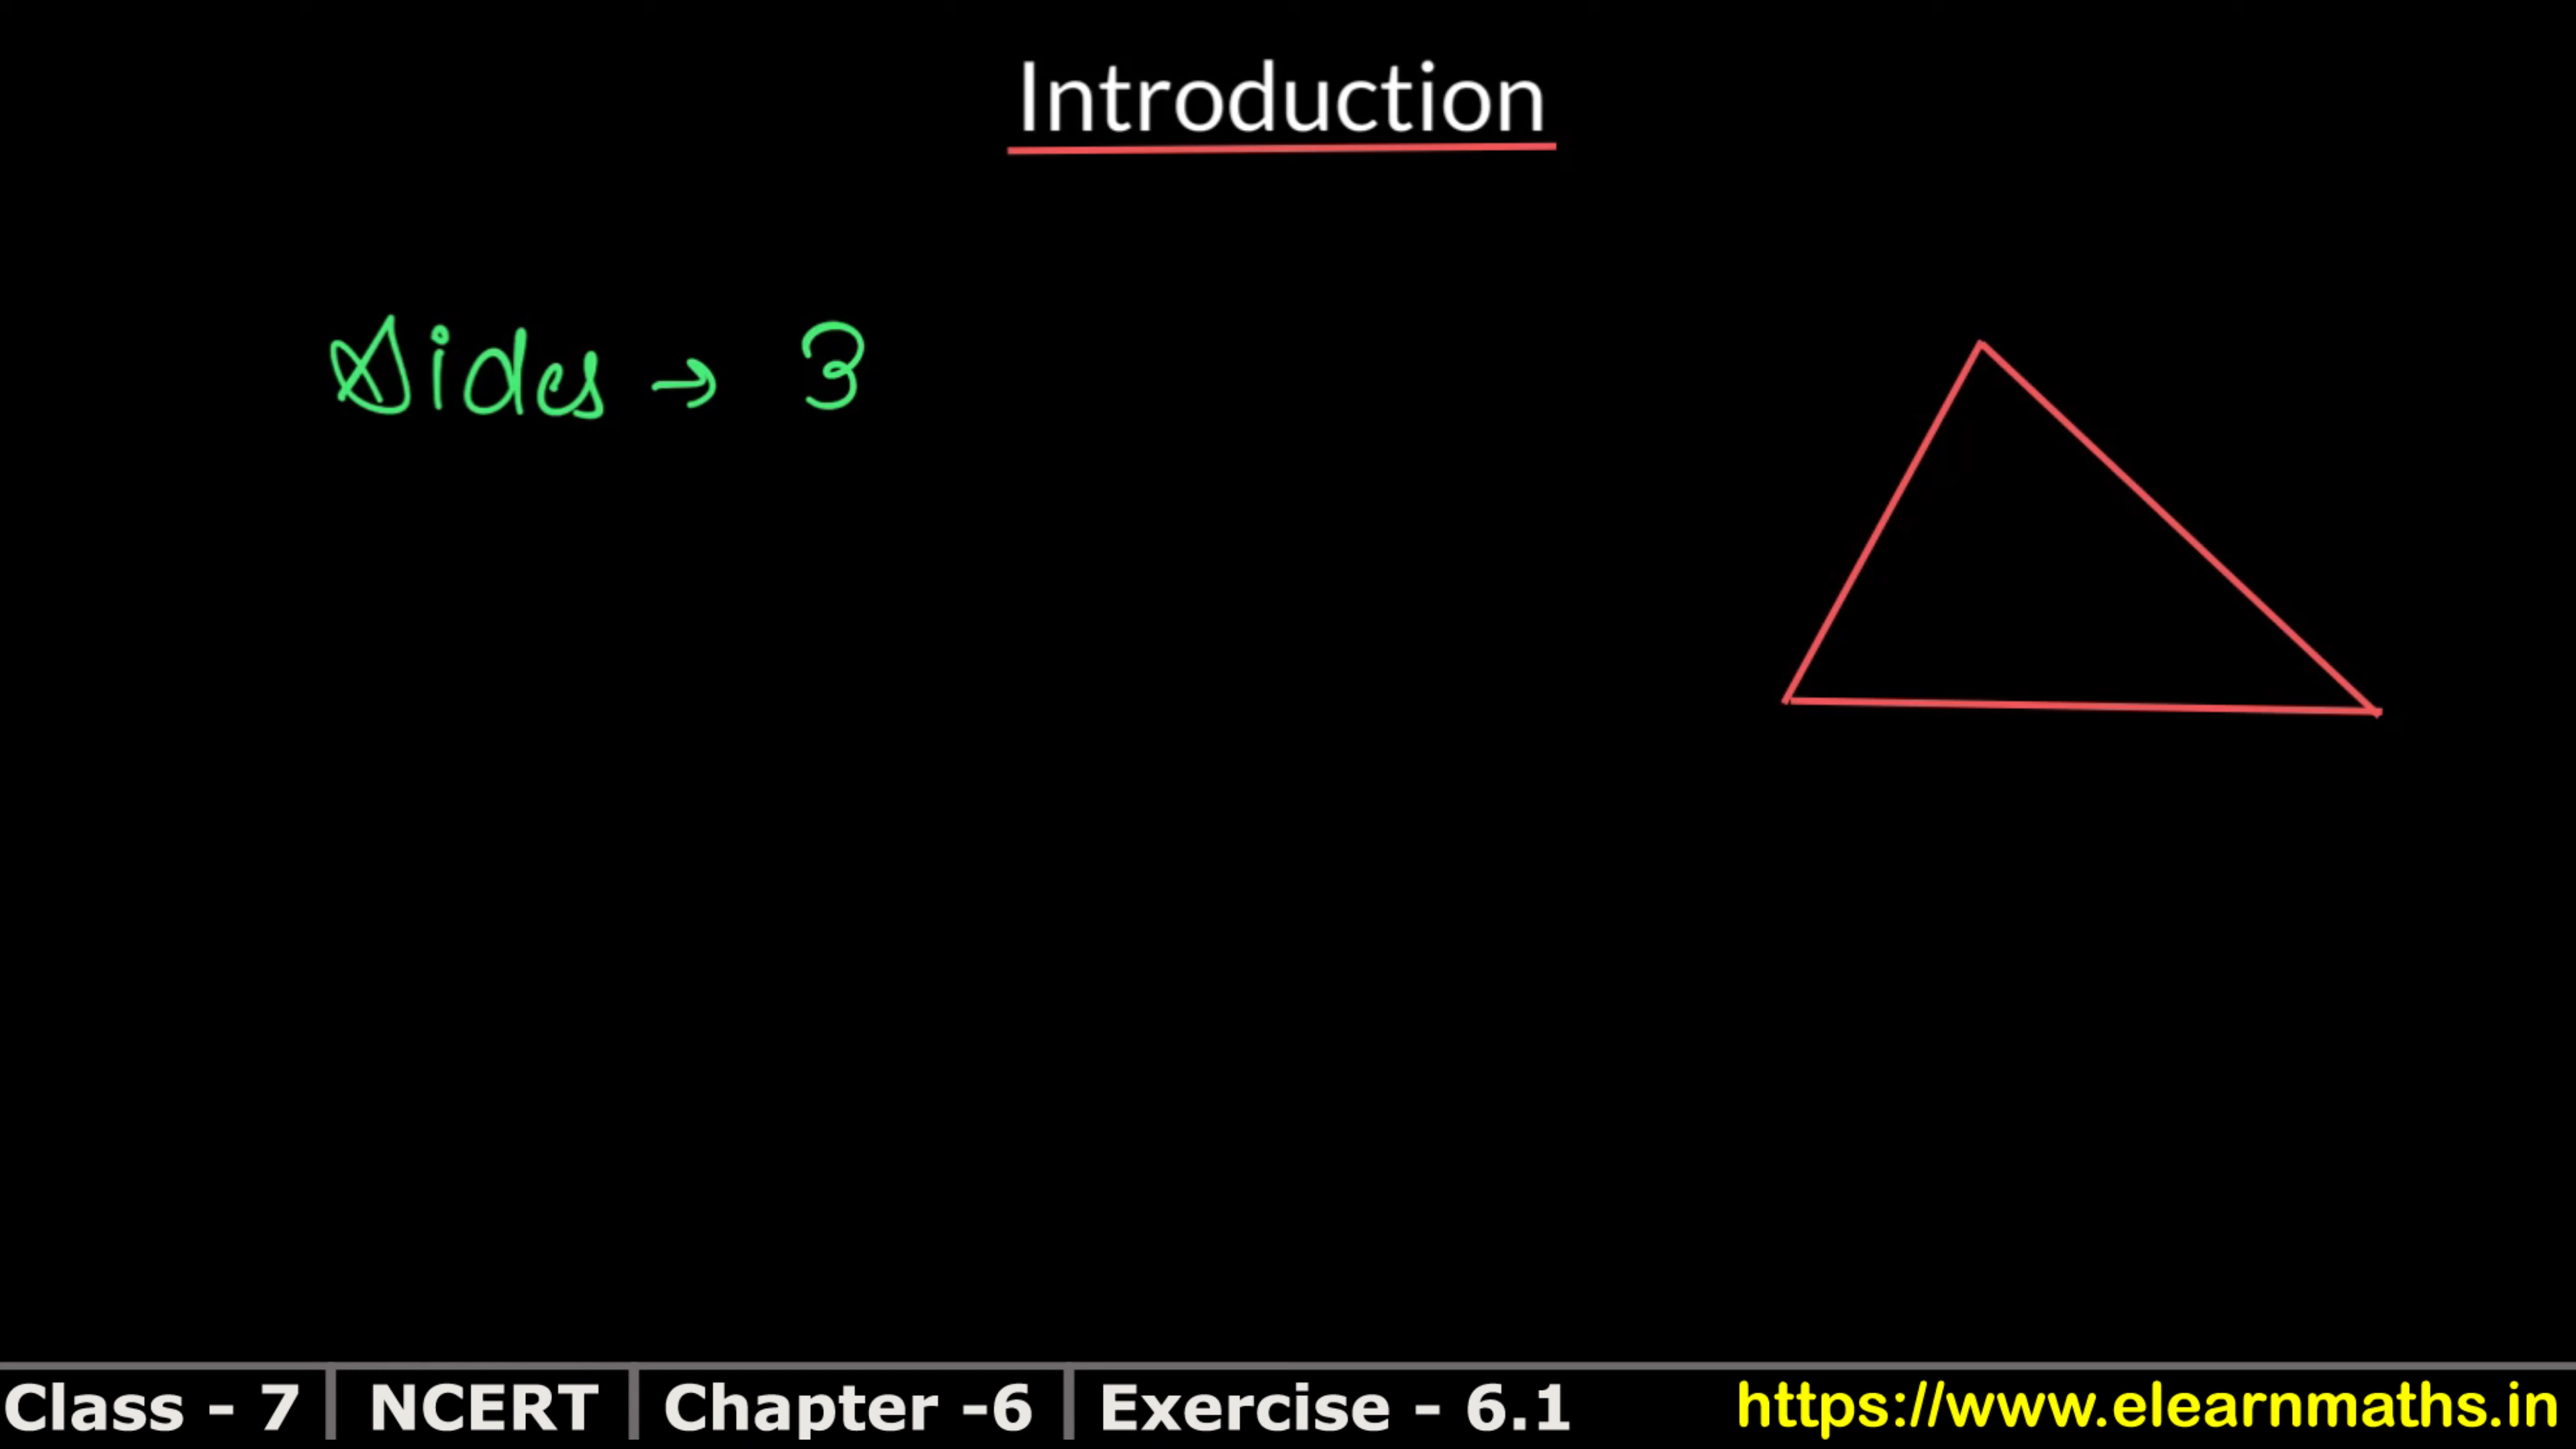 Introduction
Sides → 3
Class - 7 | NCERT | Chapter -6 | Exercise - 6.1 https://www.elearnmaths.in